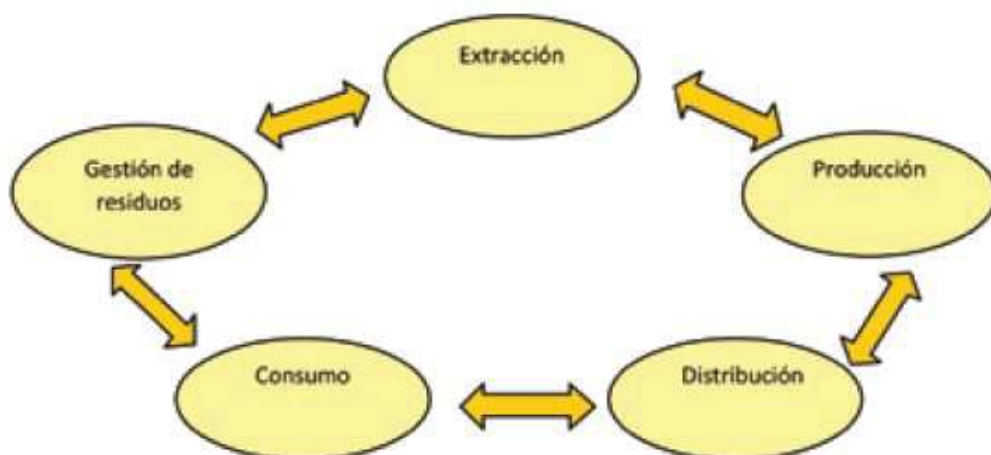 Extracción
Producción
Distribución
Consumo
Gestión de
residuos